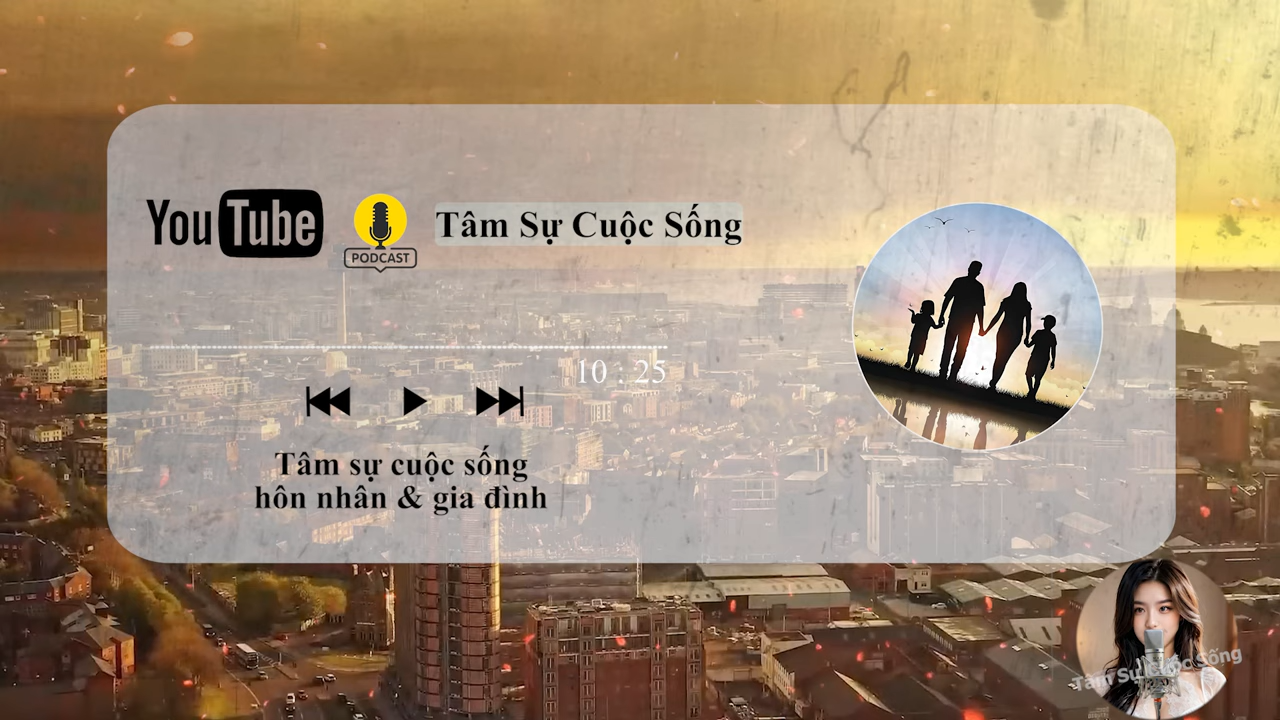 YouTube
PODCAST
Tâm Sự Cuộc Sống
10 : 25
Tâm sự cuộc sống
hôn nhân & gia đình
Tâm Sự Cuộc Sống